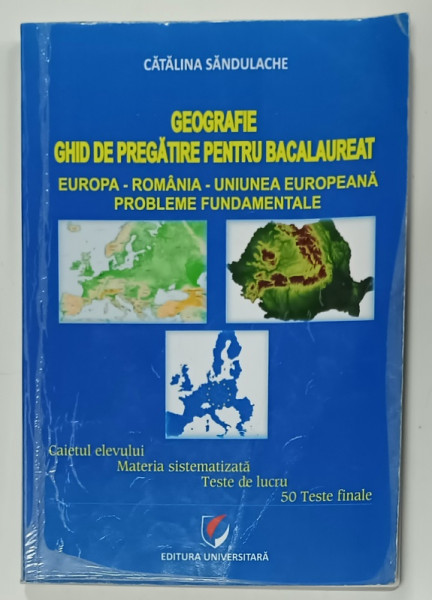 CĂTĂLINA SĂNDULACHE
GEOGRAFIE
GHID DE PREGĂTIRE PENTRU BACALAUREAT
EUROPA - ROMÂNIA - UNIUNEA EUROPEANĂ
PROBLEME FUNDAMENTALE
Caietul elevului
Materia sistematizată
Teste de lucru
50 Teste finale
EDITURA UNIVERSITARĂ